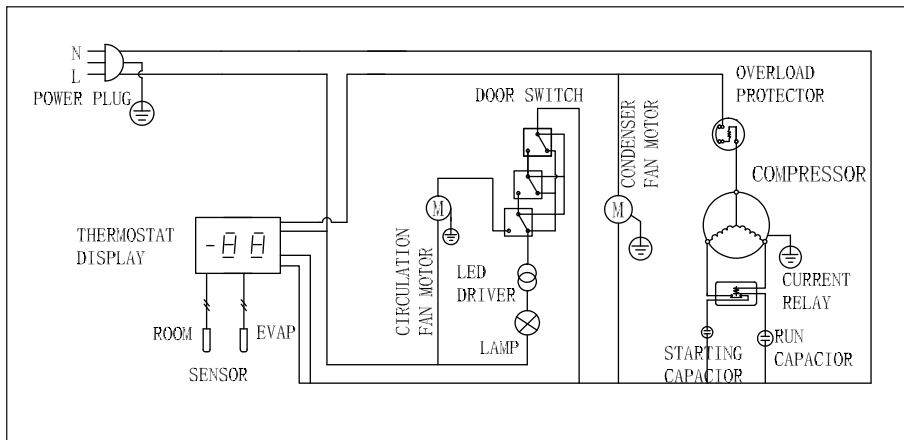 N
L
POWER PLUG
DOOR SWITCH
OVERLOAD
PROTECTOR
CONDENSER
FAN MOTOR
COMPRESSOR
M
M
THERMOSTAT
DISPLAY
-88
CIRCULATION
FAN MOTOR
LED
DRIVER
CURRENT
RELAY
ROOM
EVAP
LAMP
RUN
CAPACIOR
STARTING
CAPACIOR
SENSOR